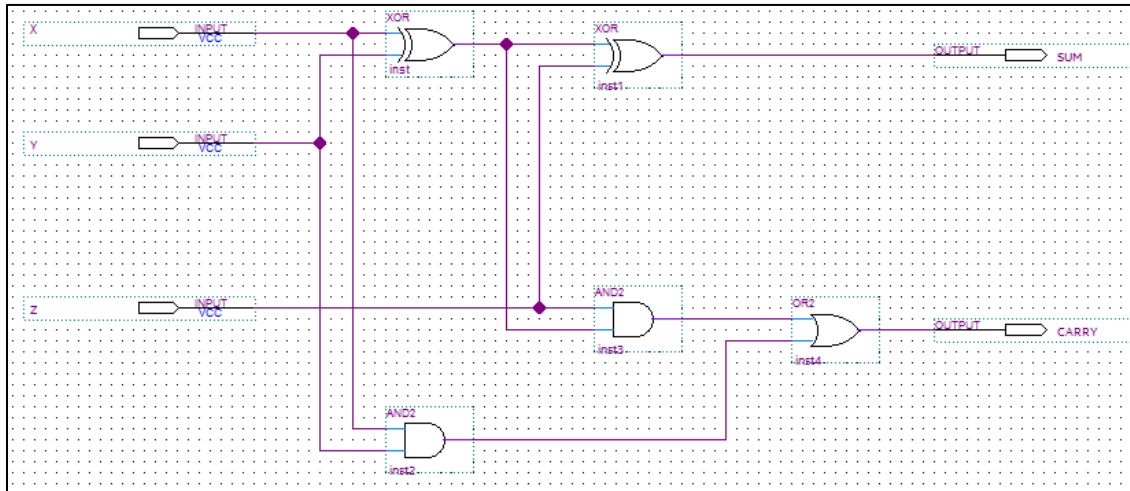 XOR
X
INPUT
VCC
XOR
inst
OUTPUT
SUM
inst1
Y
INPUT
VCC
AND2
Z
INPUT
VCC
OR2
OUTPUT
CARRY
inst3
inst4
AND2
inst2